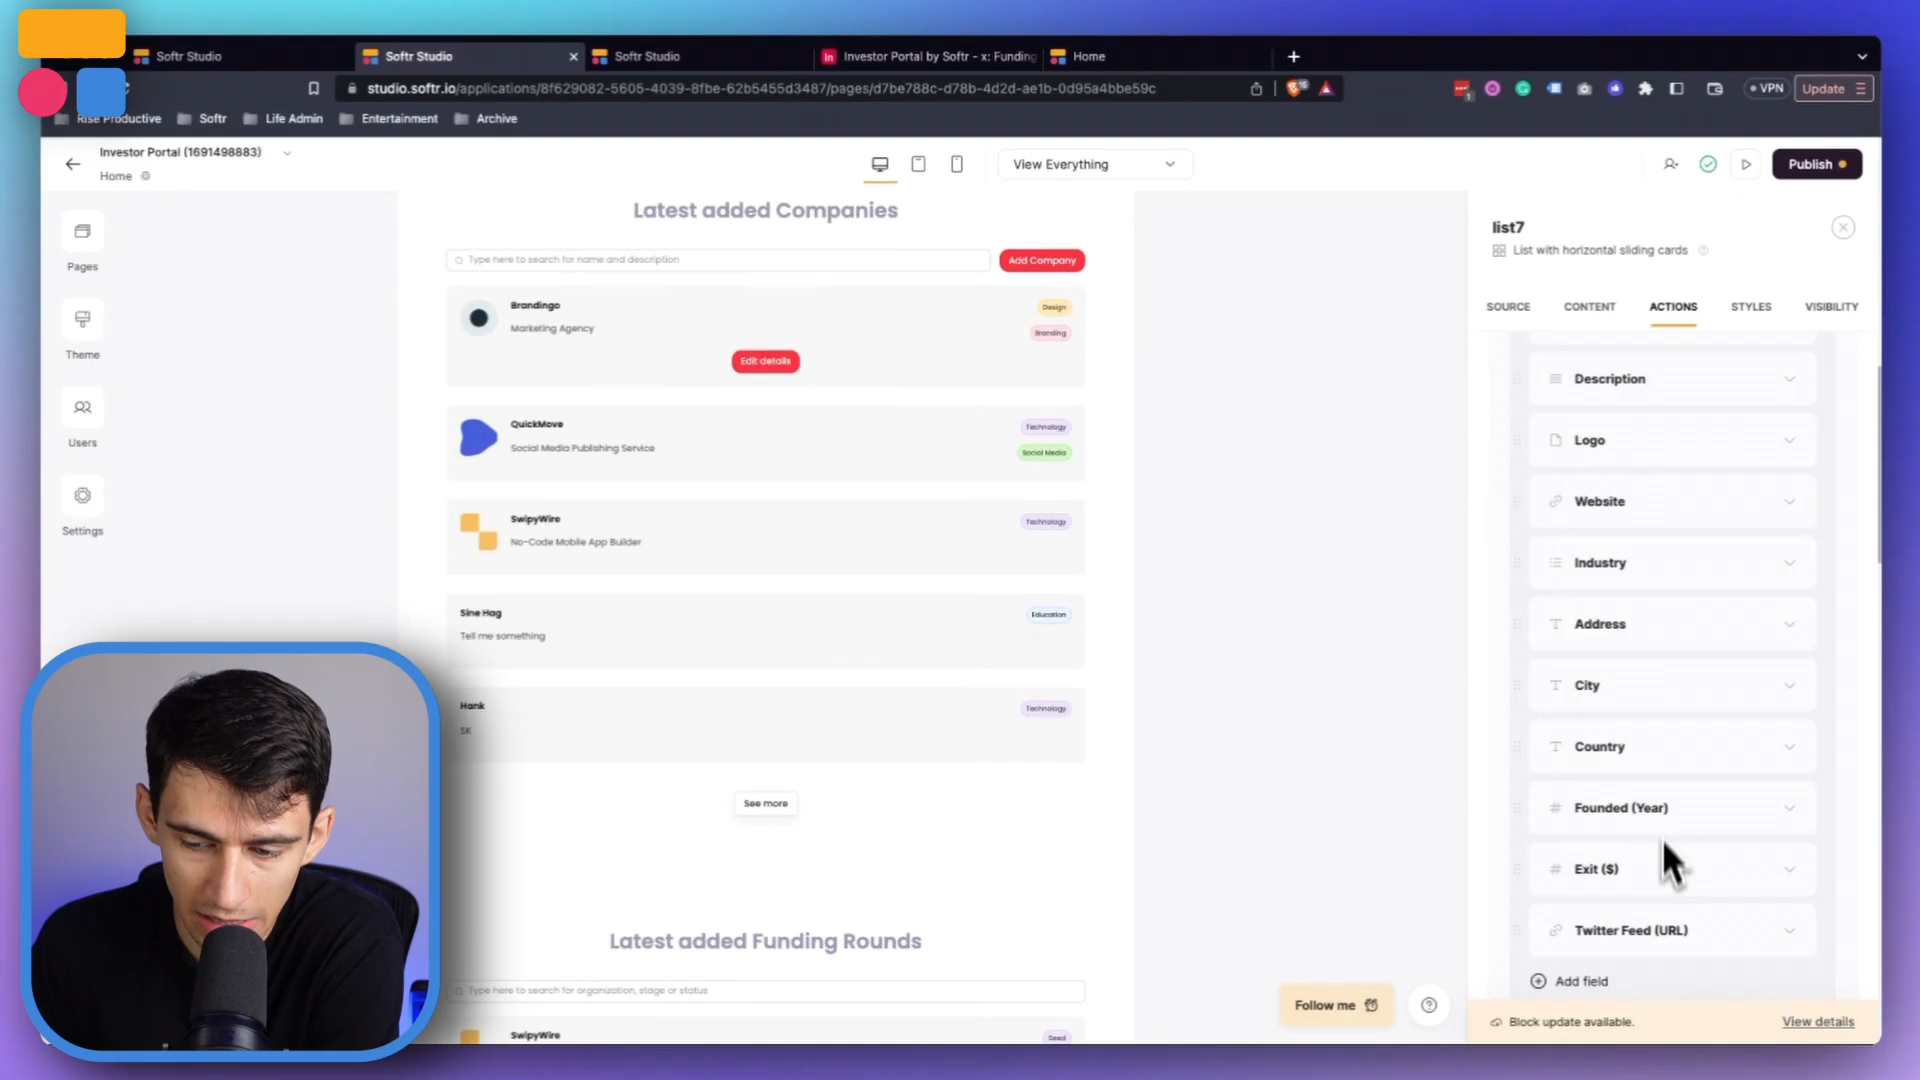 Softr Studio
Softr Studio
Softr Studio
Investor Portal by Softr - x: Funding
Home
studio.softr.io/applications/8f629082-5605-4039-8fbe-62b5455d3487/pages/d7be788c-d78b-4d2d-ae1b-0d95a4bbe59c
VPN
Update
Rise Productive
Softr
Life Admin
Entertainment
Archive
Investor Portal (1691498883)
Home
View Everything
Publish
Pages
Theme
Users
Settings
Latest added Companies
Type here to search for name and description
Add Company
Brandingo
Marketing Agency
Design
Branding
Edit details
QuickMove
Social Media Publishing Service
Technology
Social Media
SwipyWire
No-Code Mobile App Builder
Technology
Sine Hag
Tell me something
Education
Hank
SK
Technology
See more
Latest added Funding Rounds
Type here to search for organization, stage or status
SwipyWire
Seed
Follow me
list7
List with horizontal sliding cards
SOURCE
CONTENT
ACTIONS
STYLES
VISIBILITY
Description
Logo
Website
Industry
Address
City
Country
Founded (Year)
Exit ($)
Twitter Feed (URL)
Add field
Block update available.
View details